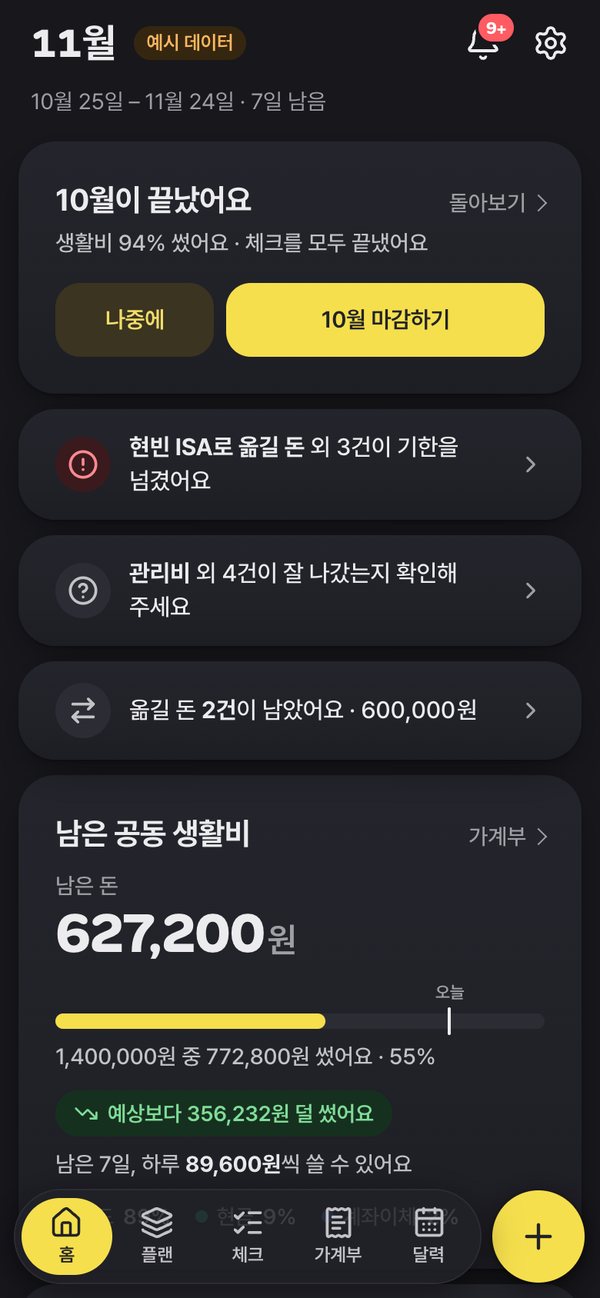 11월
예시 데이터
9+
10월 25일 – 11월 24일 · 7일 남음
10월이 끝났어요
돌아보기
생활비 94% 썼어요 · 체크를 모두 끝냈어요
나중에
10월 마감하기
현빈 ISA로 옮길 돈 외 3건이 기한을
넘겼어요
관리비 외 4건이 잘 나갔는지 확인해
주세요
옮길 돈 2건이 남았어요 · 600,000원
남은 공동 생활비
가계부
남은 돈
627,200원
오늘
1,400,000원 중 772,800원 썼어요 · 55%
예상보다 356,232원 덜 썼어요
남은 7일, 하루 89,600원씩 쓸 수 있어요
홈
플랜
체크
가계부
달력